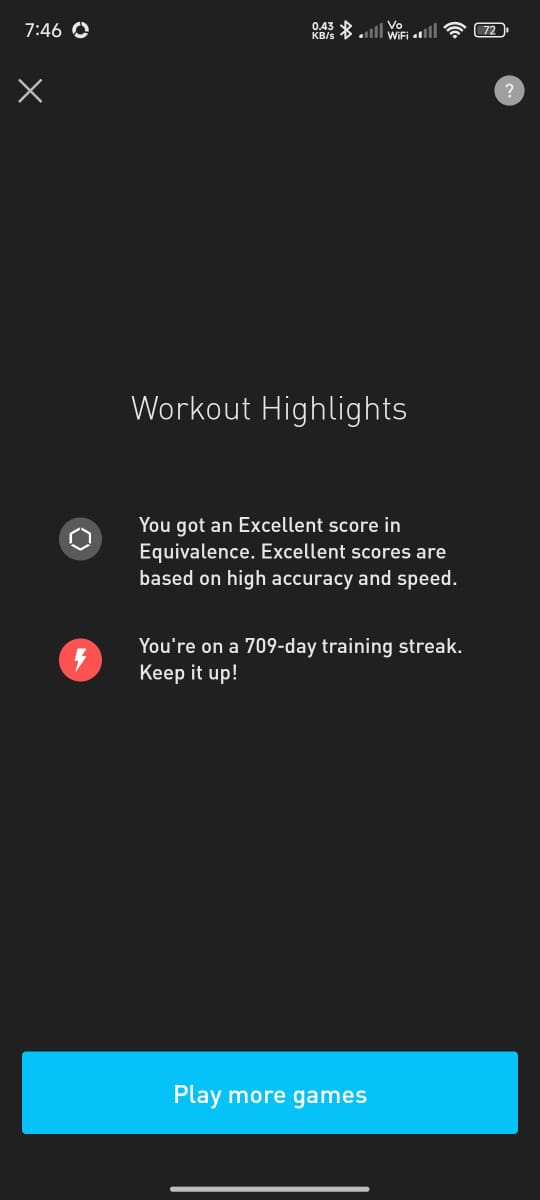 7:46
0.43
KB/s
Vo
WiFi
72
?
Workout Highlights
You got an Excellent score in
Equivalence. Excellent scores are
based on high accuracy and speed.
You're on a 709-day training streak.
Keep it up!
Play more games